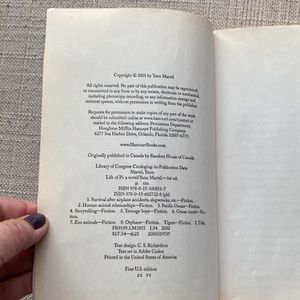 Copyright © 2001 by Yann Martel
All rights reserved. No part of this publication may be reproduced
or transmitted in any form or by any means, electronic or mechanical,
including photocopy, recording, or any information storage and
retrieval system, without permission in writing from the publisher.
Requests for permission to make copies of any part of the work
should be submitted online at www.harcourt.com/contact or mailed
to the following address: Permissions Department,
Houghton Mifflin Harcourt Publishing Company,
6277 Sea Harbor Drive, Orlando, Florida 32887-6777.
www.HarcourtBooks.com
Originally published in Canada by Random House of Canada
Library of Congress Cataloging-in-Publication Data
Martel, Yann.
Life of Pi: a novel/Yann Martel.—1st ed.
p. cm.
ISBN 978-0-15-100811-7
ISBN 978-0-15-602732-8 (pb)
1. Survival after airplane accidents, shipwrecks, etc.—Fiction.
2. Human-animal relationships—Fiction. 3. Pacific Ocean—Fiction.
4. Storytelling—Fiction. 5. Teenage boys—Fiction. 6. Ocean travel—Fiction.
7. Zoo animals—Fiction. 8. Orphans—Fiction. 9. Tigers—Fiction. I. Title.
PR9199.3.M3855 L54 2002
813'.54—dc21
Text design: C. S. Richardson
Text set in Adobe Caslon
Printed in the United States of America
First U.S. edition